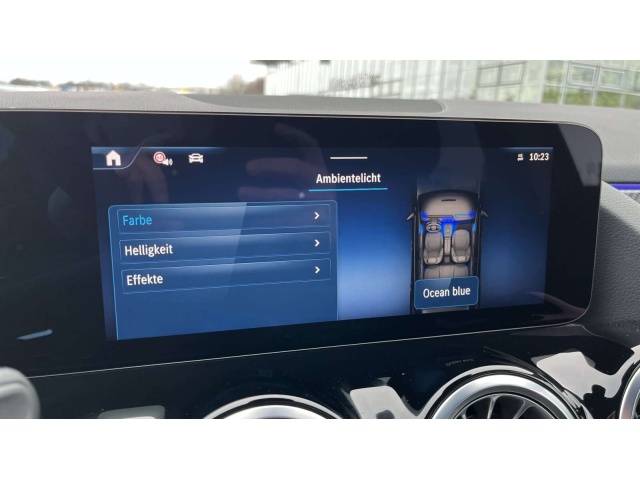 10:23
Ambientelicht
Farbe
Helligkeit
Effekte
Ocean blue